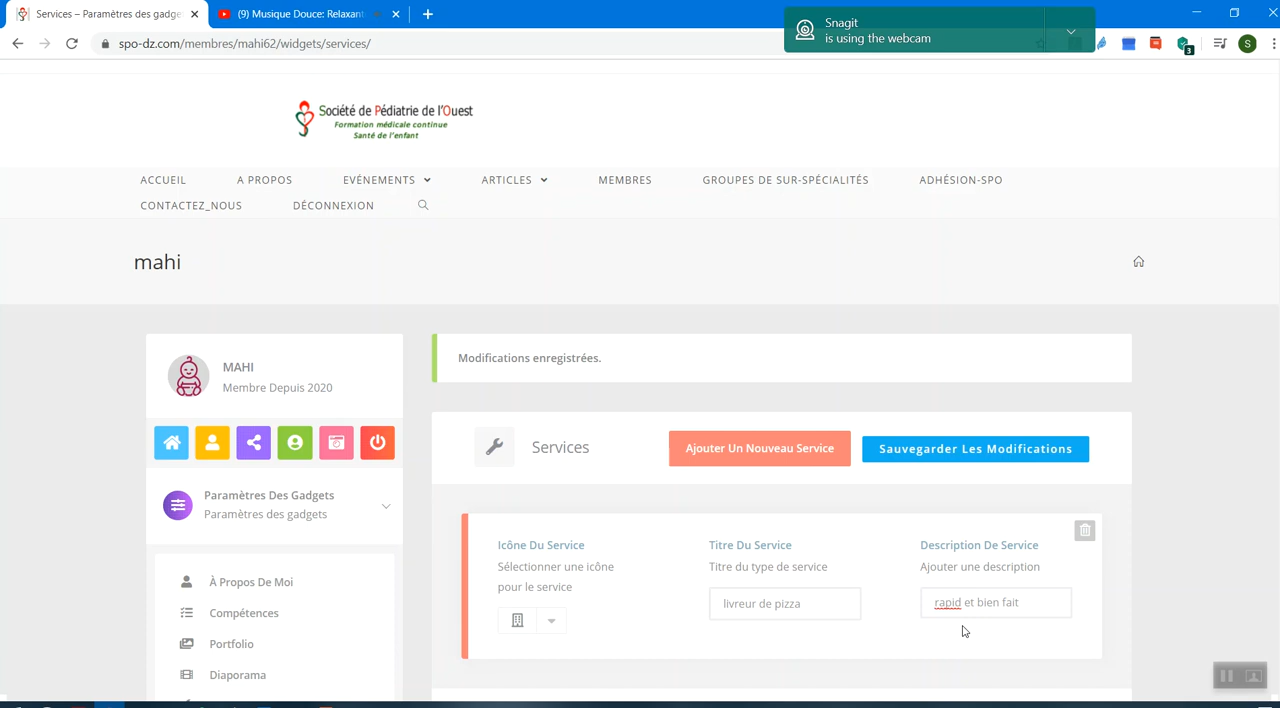 Services – Paramètres des gadge
(9) Musique Douce: Relaxant
Snagit
is using the webcam
spo-dz.com/membres/mahi62/widgets/services/
3
S
Société de Pédiatrie de l'Ouest
Formation médicale continue
Santé de l'enfant
ACCUEIL A PROPOS EVÉNEMENTS ARTICLES MEMBRES GROUPES DE SUR-SPÉCIALITÉS ADHÉSION-SPO
CONTACTEZ_NOUS DÉCONNEXION
mahi
MAHI
Membre Depuis 2020
Paramètres Des Gadgets
Paramètres des gadgets
À Propos De Moi
Compétences
Portfolio
Diaporama
Modifications enregistrées.
Services Ajouter Un Nouveau Service Sauvegarder Les Modifications
Icône Du Service
Sélectionner une icône
pour le service
Titre Du Service
Titre du type de service
livreur de pizza
Description De Service
Ajouter une description
rapid et bien fait